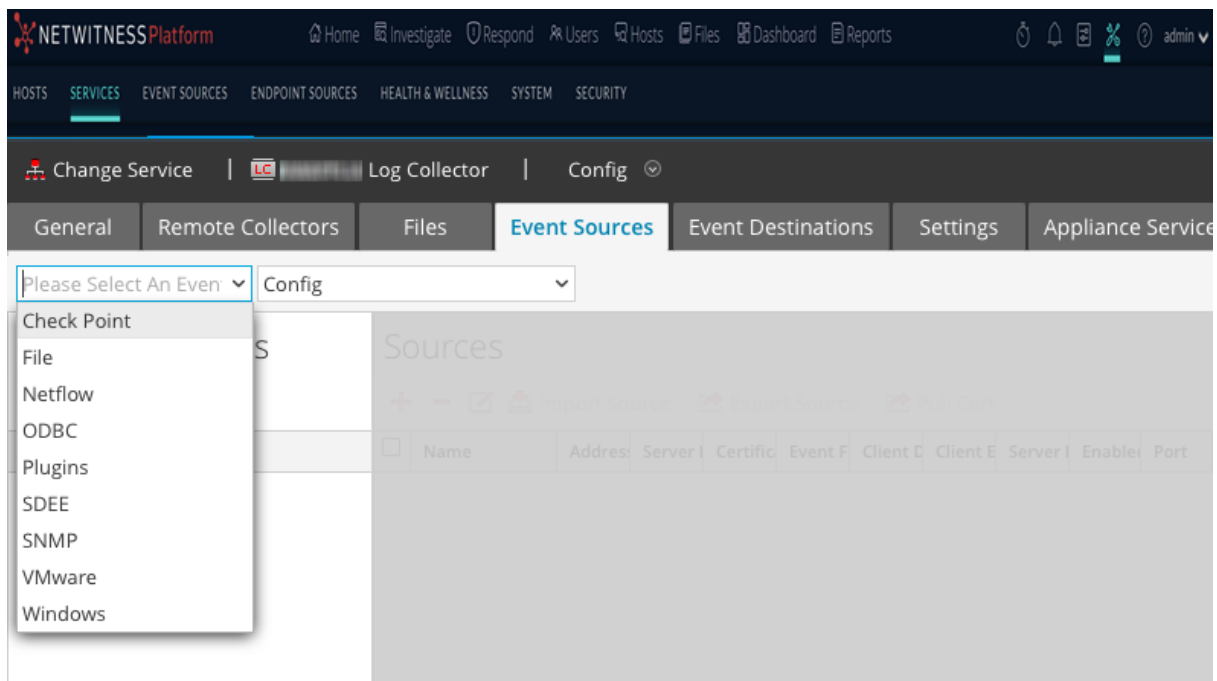 NETWITNESS Platform Home Investigate Respond Users Hosts Files Dashboard Reports admin
HOSTS SERVICES EVENT SOURCES ENDPOINT SOURCES HEALTH & WELLNESS SYSTEM SECURITY
Change Service | LC Log Collector | Config
General Remote Collectors Files Event Sources Event Destinations Settings Appliance Service
Please Select An Even Config
Check Point
File
Netflow
ODBC
Plugins
SDEE
SNMP
VMware
Windows
s
Sources
Import Source Export Source Pull Cert
Name Addres Server Certific Event F Client D Client E Server Enable Port